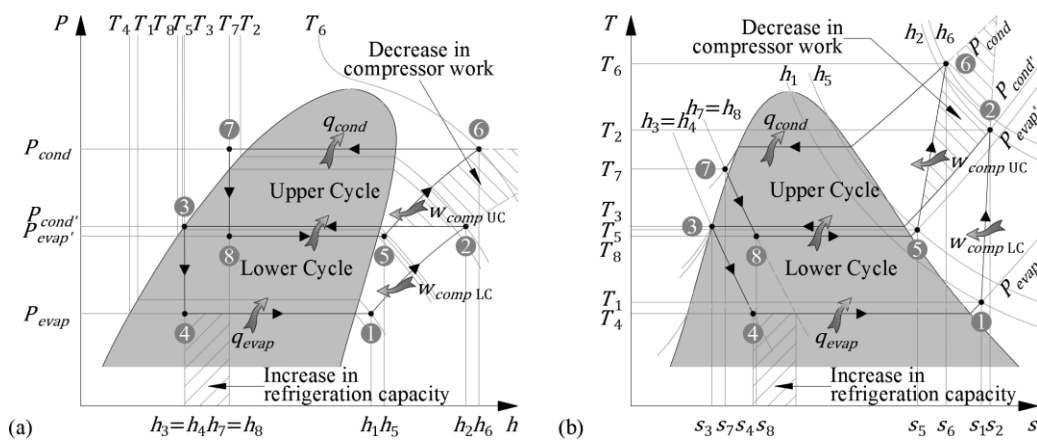 P
T4 T1 T8 T5 T3 T7 T2
T6
Decrease in
compressor work
7
qcond
6
Pcond
Upper Cycle
3
Pcond'
Pevap'
wcomp UC
8
5
2
Lower Cycle
wcomp LC
Pevap
4
qevap
1
Increase in
refrigeration capacity
(a)
h3=h4 h7=h8
h1 h5
h2 h6
h
T
Decrease in
compressor work
h2 h6
Pcond
6
T6
h1 h5
Pcond'
h7=h8
h3=h4
2
Pevap'
T2
qcond
7
T7
wcomp UC
Upper Cycle
T3
3
T5
T8
8
5
wcomp LC
Lower Cycle
Pevap
T1
T4
4
qevap
1
Increase in
refrigeration capacity
(b)
s3 s7 s4 s8
s5 s6
s1 s2
s